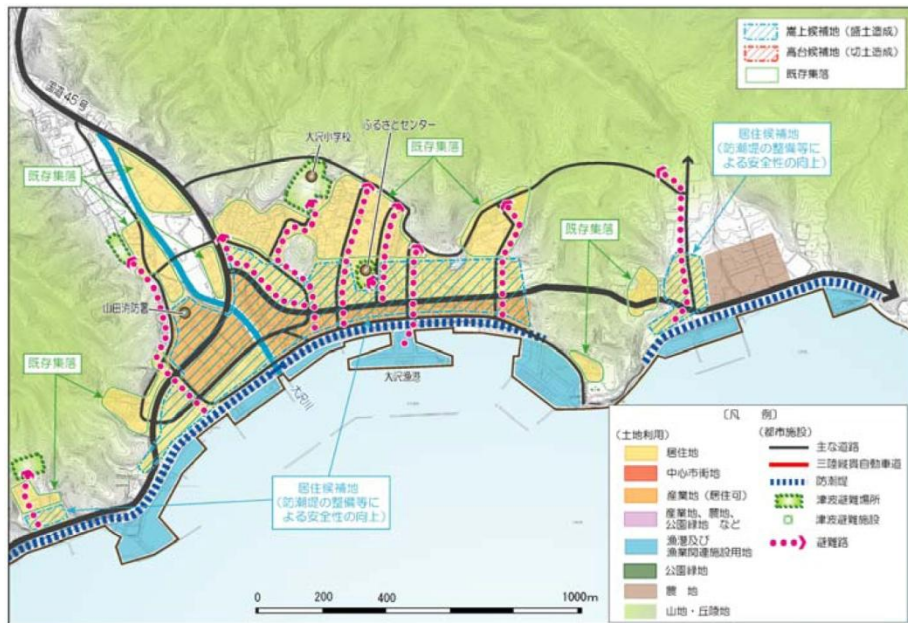 嵩上候補地（盛土造成）
高台候補地（切土造成）
既存集落
国道45号
大沢小学校
ふるさとセンター
既存集落
居住候補地
（防潮堤の整備等に
よる安全性の向上）
既存集落
既存集落
山田消防署
既存集落
大沢川
大沢漁港
既存集落
居住候補地
（防潮堤の整備等に
よる安全性の向上）
0 200 400 1000m
〔凡 例〕
（土地利用）
居住地
中心市街地
産業地（居住可）
産業地、農地、
公園緑地 など
漁港及び
漁業関連施設用地
公園緑地
農 地
山地・丘陵地
（都市施設）
主な道路
三陸縦貫自動車道
防潮堤
津波避難場所
津波避難施設
避難路